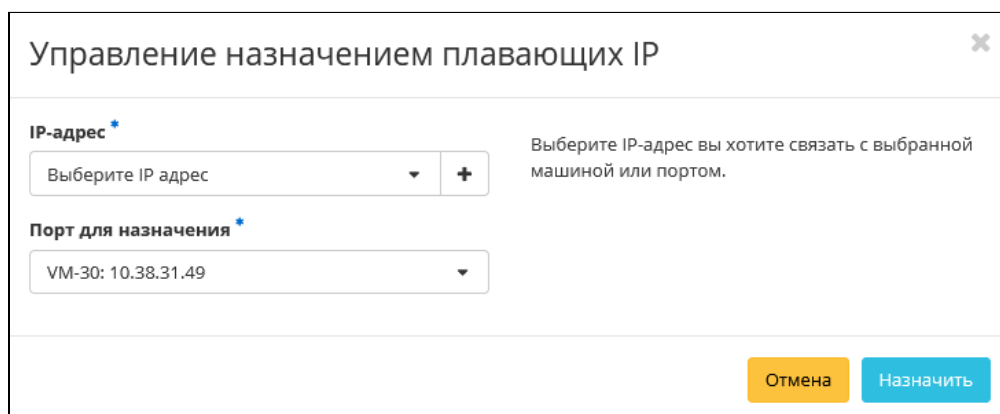 Управление назначением плавающих IP
IP-адрес *
Выберите IP-адрес вы хотите связать с выбранной
машиной или портом.
Выберите IP адрес
Порт для назначения *
VM-30: 10.38.31.49
Отмена
Назначить